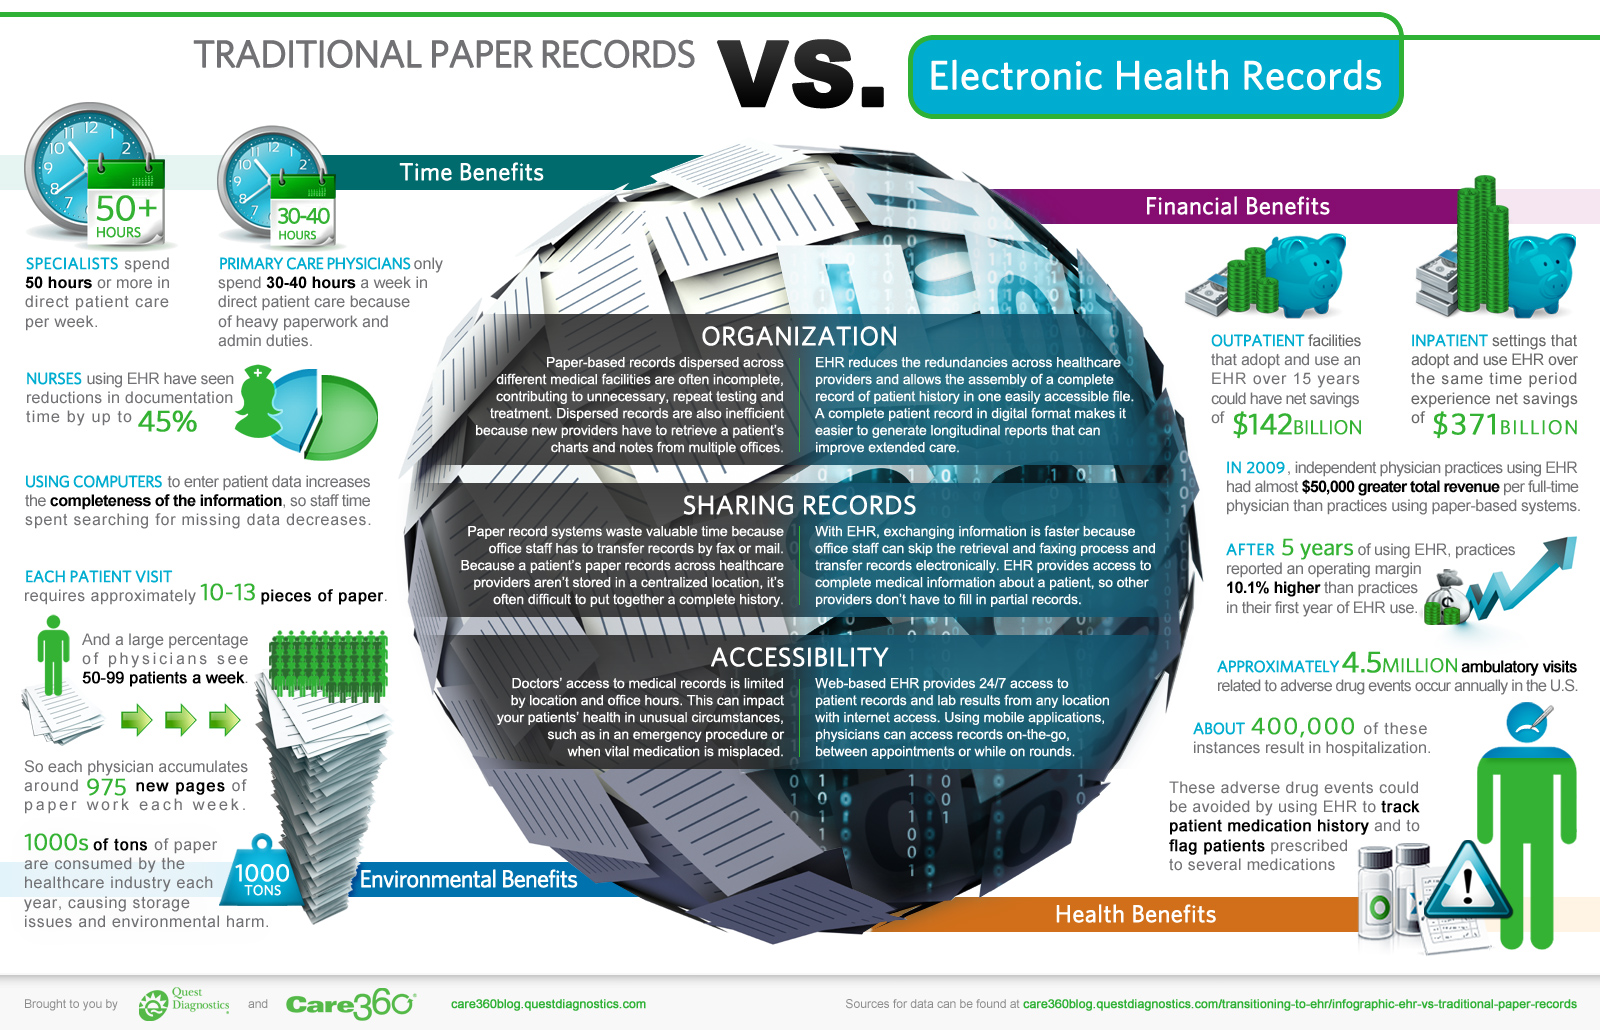 TRADITIONAL PAPER RECORDS
VS.
Electronic Health Records
Time Benefits
50+
HOURS
SPECIALISTS spend
50 hours or more in
direct patient care
per week.
30-40
HOURS
PRIMARY CARE PHYSICIANS only
spend 30-40 hours a week in
direct patient care because
of heavy paperwork and
admin duties.
NURSES using EHR have seen
reductions in documentation
time by up to 45%
USING COMPUTERS to enter patient data increases
the completeness of the information, so staff time
spent searching for missing data decreases.
EACH PATIENT VISIT
requires approximately 10-13 pieces of paper.
And a large percentage
of physicians see
50-99 patients a week.
So each physician accumulates
around 975 new pages of
paper work each week.
1000s of tons of paper
are consumed by the
healthcare industry each
year, causing storage
issues and environmental harm.
1000
TONS
Environmental Benefits
ORGANIZATION
Paper-based records dispersed across
different medical facilities are often incomplete,
contributing to unnecessary, repeat testing and
treatment. Dispersed records are also inefficient
because new providers have to retrieve a patient's
charts and notes from multiple offices.
EHR reduces the redundancies across healthcare
providers and allows the assembly of a complete
record of patient history in one easily accessible file.
A complete patient record in digital format makes it
easier to generate longitudinal reports that can
improve extended care.
SHARING RECORDS
Paper record systems waste valuable time because
office staff has to transfer records by fax or mail.
Because a patient's paper records across healthcare
providers aren't stored in a centralized location, it's
often difficult to put together a complete history.
With EHR, exchanging information is faster because
office staff can skip the retrieval and faxing process and
transfer records electronically. EHR provides access to
complete medical information about a patient, so other
providers don't have to fill in partial records.
ACCESSIBILITY
Doctors' access to medical records is limited
by location and office hours. This can impact
your patients' health in unusual circumstances,
such as in an emergency procedure or
when vital medication is misplaced.
Web-based EHR provides 24/7 access to
patient records and lab results from any location
with internet access. Using mobile applications,
physicians can access records on-the-go,
between appointments or while on rounds.
Financial Benefits
OUTPATIENT facilities
that adopt and use an
EHR over 15 years
could have net savings
of $142BILLION
INPATIENT settings that
adopt and use EHR over
the same time period
experience net savings
of $371BILLION
IN 2009, independent physician practices using EHR
had almost $50,000 greater total revenue per full-time
physician than practices using paper-based systems.
AFTER 5 years of using EHR, practices
reported an operating margin
10.1% higher than practices
in their first year of EHR use.
APPROXIMATELY 4.5MILLION ambulatory visits
related to adverse drug events occur annually in the U.S.
ABOUT 400,000 of these
instances result in hospitalization.
These adverse drug events could
be avoided by using EHR to track
patient medication history and to
flag patients prescribed
to several medications
Health Benefits
Brought to you by
Quest
Diagnostics
and
Care360
care360blog.questdiagnostics.com
Sources for data can be found at care360blog.questdiagnostics.com/transitioning-to-ehr/infographic-ehr-vs-traditional-paper-records